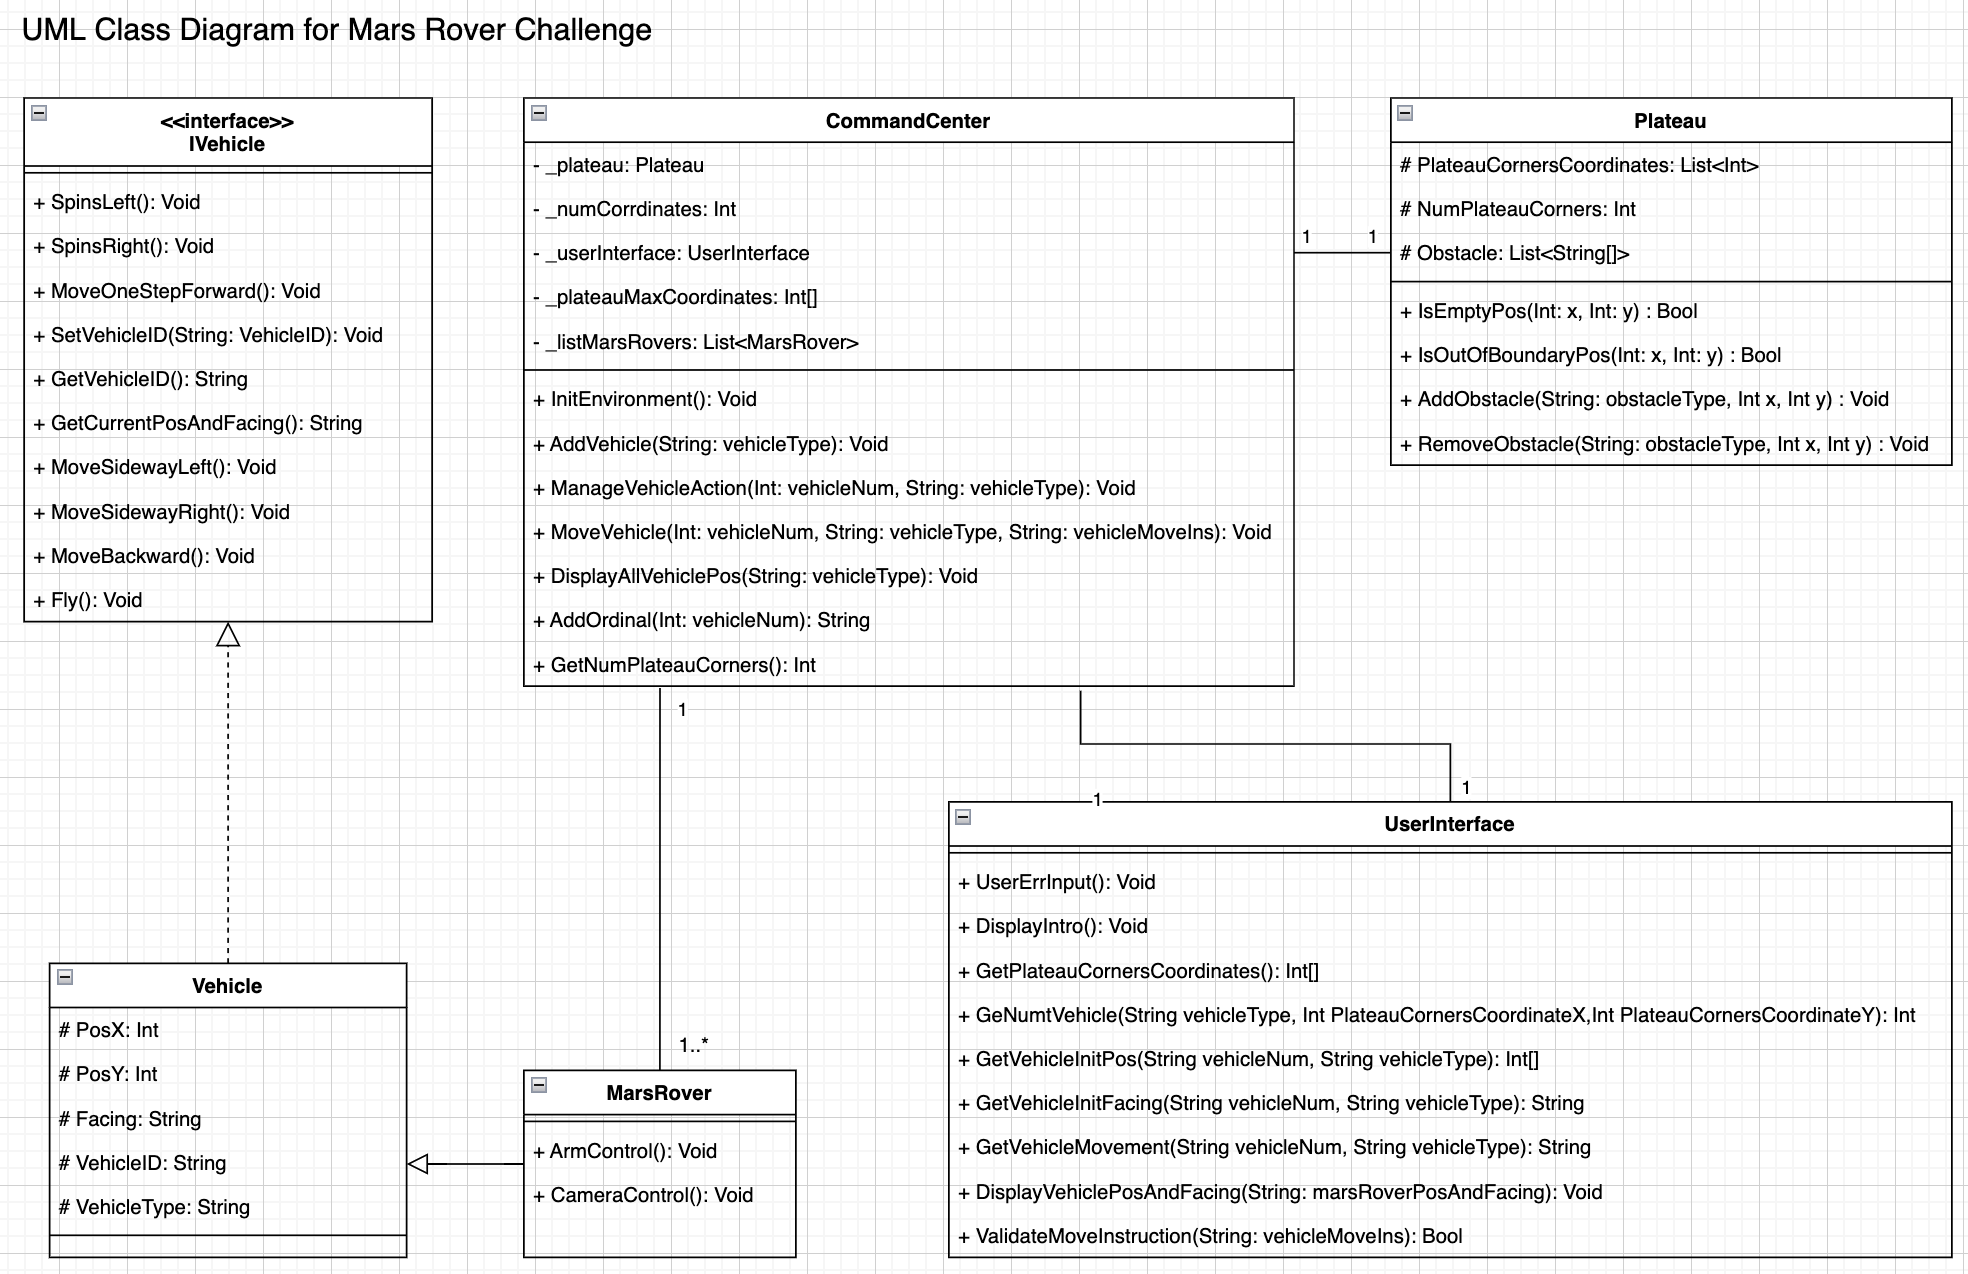 UML Class Diagram for Mars Rover Challenge
<<interface>>
IVehicle
+ SpinsLeft(): Void
+ SpinsRight(): Void
+ MoveOneStepForward(): Void
+ SetVehicleID(String: VehicleID): Void
+ GetVehicleID(): String
+ GetCurrentPosAndFacing(): String
+ MoveSidewayLeft(): Void
+ MoveSidewayRight(): Void
+ MoveBackward(): Void
+ Fly(): Void
CommandCenter
- _plateau: Plateau
- _numCorrdinates: Int
- _userInterface: UserInterface
- _plateauMaxCoordinates: Int[]
- _listMarsRovers: List<MarsRover>
+ InitEnvironment(): Void
+ AddVehicle(String: vehicleType): Void
+ ManageVehicleAction(Int: vehicleNum, String: vehicleType): Void
+ MoveVehicle(Int: vehicleNum, String: vehicleType, String: vehicleMoveIns): Void
+ DisplayAllVehiclePos(String: vehicleType): Void
+ AddOrdinal(Int: vehicleNum): String
+ GetNumPlateauCorners(): Int
1 1
Plateau
# PlateauCornersCoordinates: List<Int>
# NumPlateauCorners: Int
# Obstacle: List<String[]>
+ IsEmptyPos(Int: x, Int: y) : Bool
+ IsOutOfBoundaryPos(Int: x, Int: y) : Bool
+ AddObstacle(String: obstacleType, Int x, Int y) : Void
+ RemoveObstacle(String: obstacleType, Int x, Int y) : Void
1
1..*
1
1
Vehicle
# PosX: Int
# PosY: Int
# Facing: String
# VehicleID: String
# VehicleType: String
MarsRover
+ ArmControl(): Void
+ CameraControl(): Void
UserInterface
+ UserErrInput(): Void
+ DisplayIntro(): Void
+ GetPlateauCornersCoordinates(): Int[]
+ GeNumtVehicle(String vehicleType, Int PlateauCornersCoordinateX,Int PlateauCornersCoordinateY): Int
+ GetVehicleInitPos(String vehicleNum, String vehicleType): Int[]
+ GetVehicleInitFacing(String vehicleNum, String vehicleType): String
+ GetVehicleMovement(String vehicleNum, String vehicleType): String
+ DisplayVehiclePosAndFacing(String: marsRoverPosAndFacing): Void
+ ValidateMoveInstruction(String: vehicleMoveIns): Bool